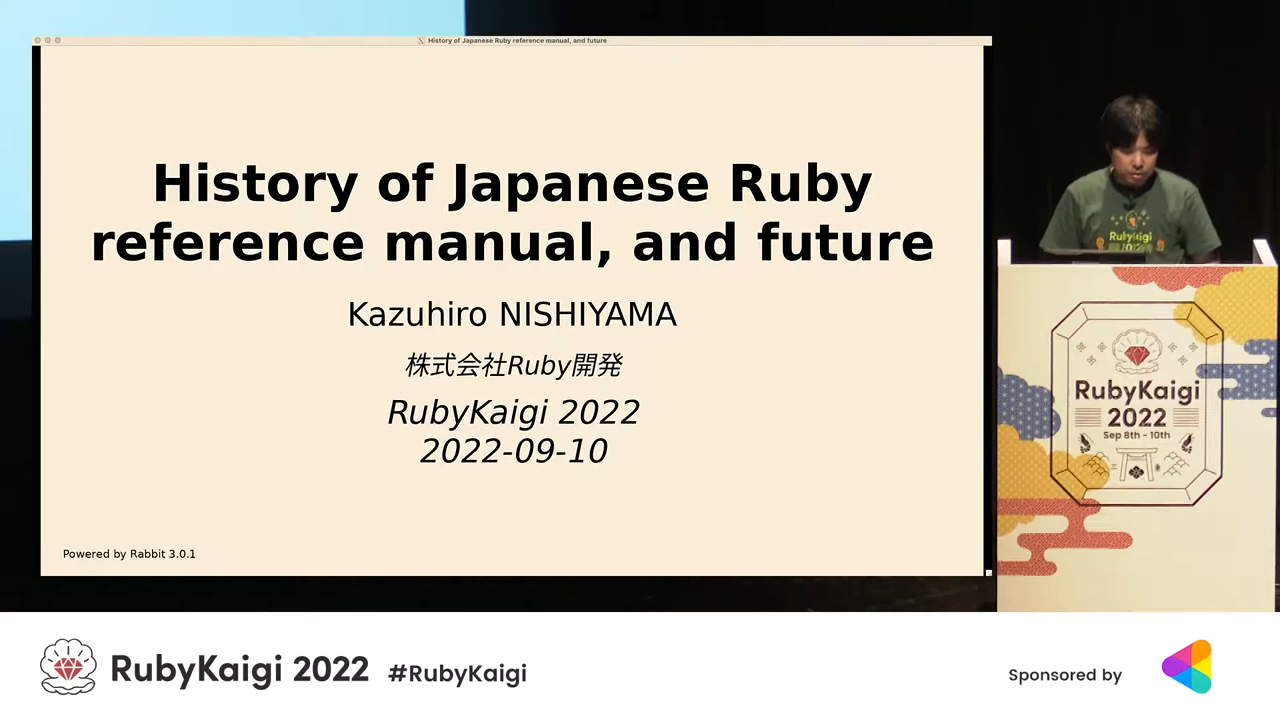 History of Japanese Ruby reference manual, and future
History of Japanese Ruby
reference manual, and future
Kazuhiro NISHIYAMA
株式会社Ruby開発
RubyKaigi 2022
2022-09-10
Powered by Rabbit 3.0.1
RubyKaigi
RubyKaigi
2022
Sep 8th - 10th
RubyKaigi 2022
#RubyKaigi
Sponsored by